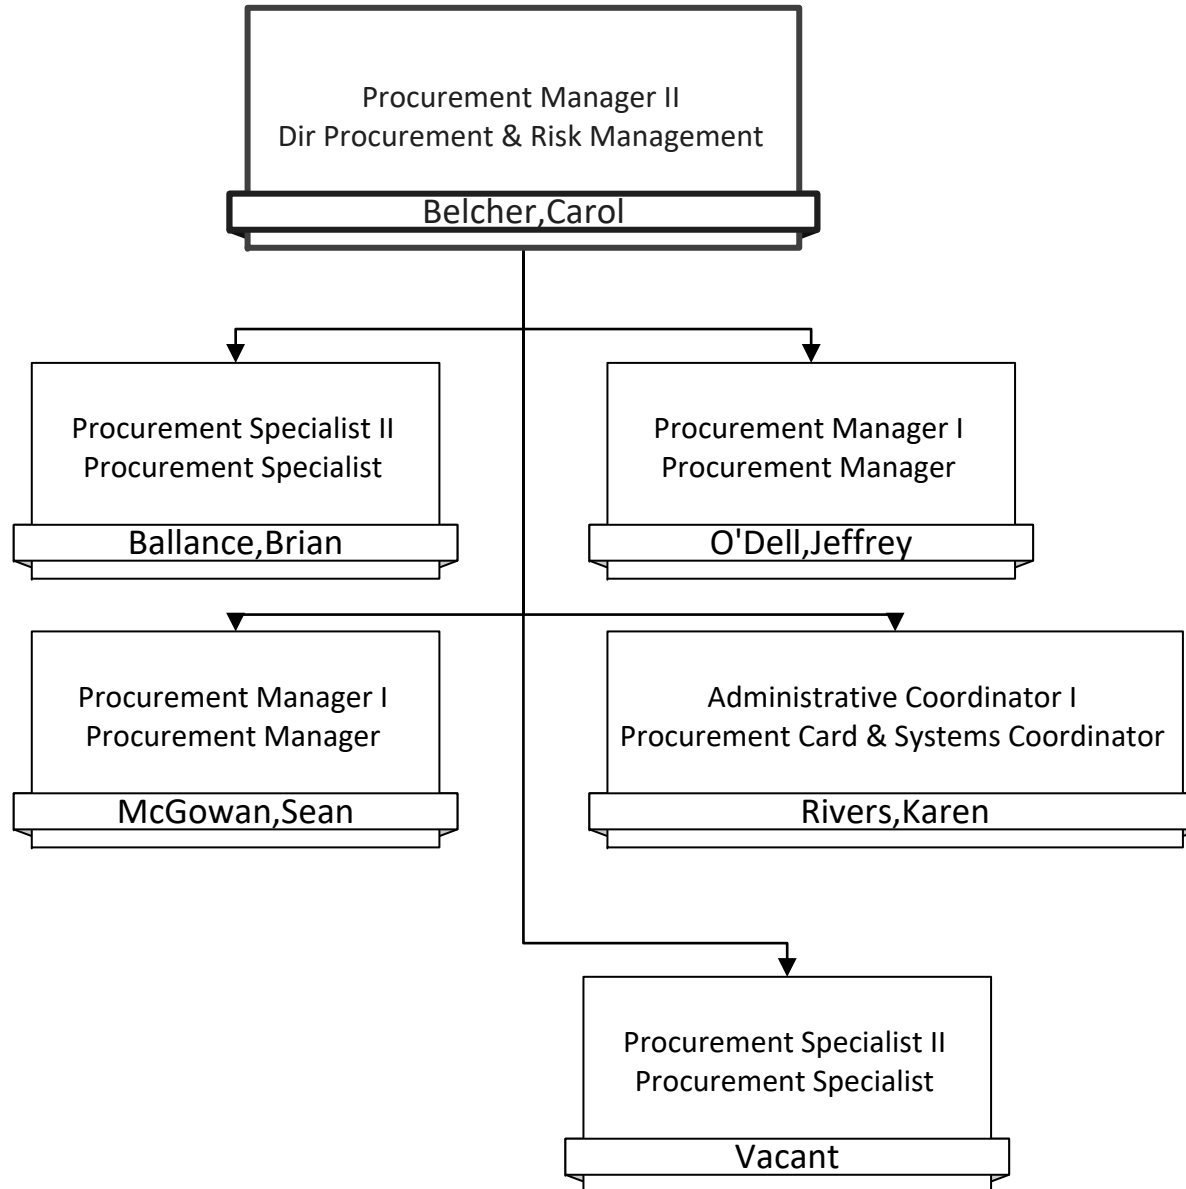 Procurement Manager II
Dir Procurement & Risk Management
Belcher,Carol
Procurement Specialist II
Procurement Specialist
Ballance,Brian
Procurement Manager I
Procurement Manager
O'Dell,Jeffrey
Procurement Manager I
Procurement Manager
McGowan,Sean
Administrative Coordinator I
Procurement Card & Systems Coordinator
Rivers,Karen
Procurement Specialist II
Procurement Specialist
Vacant